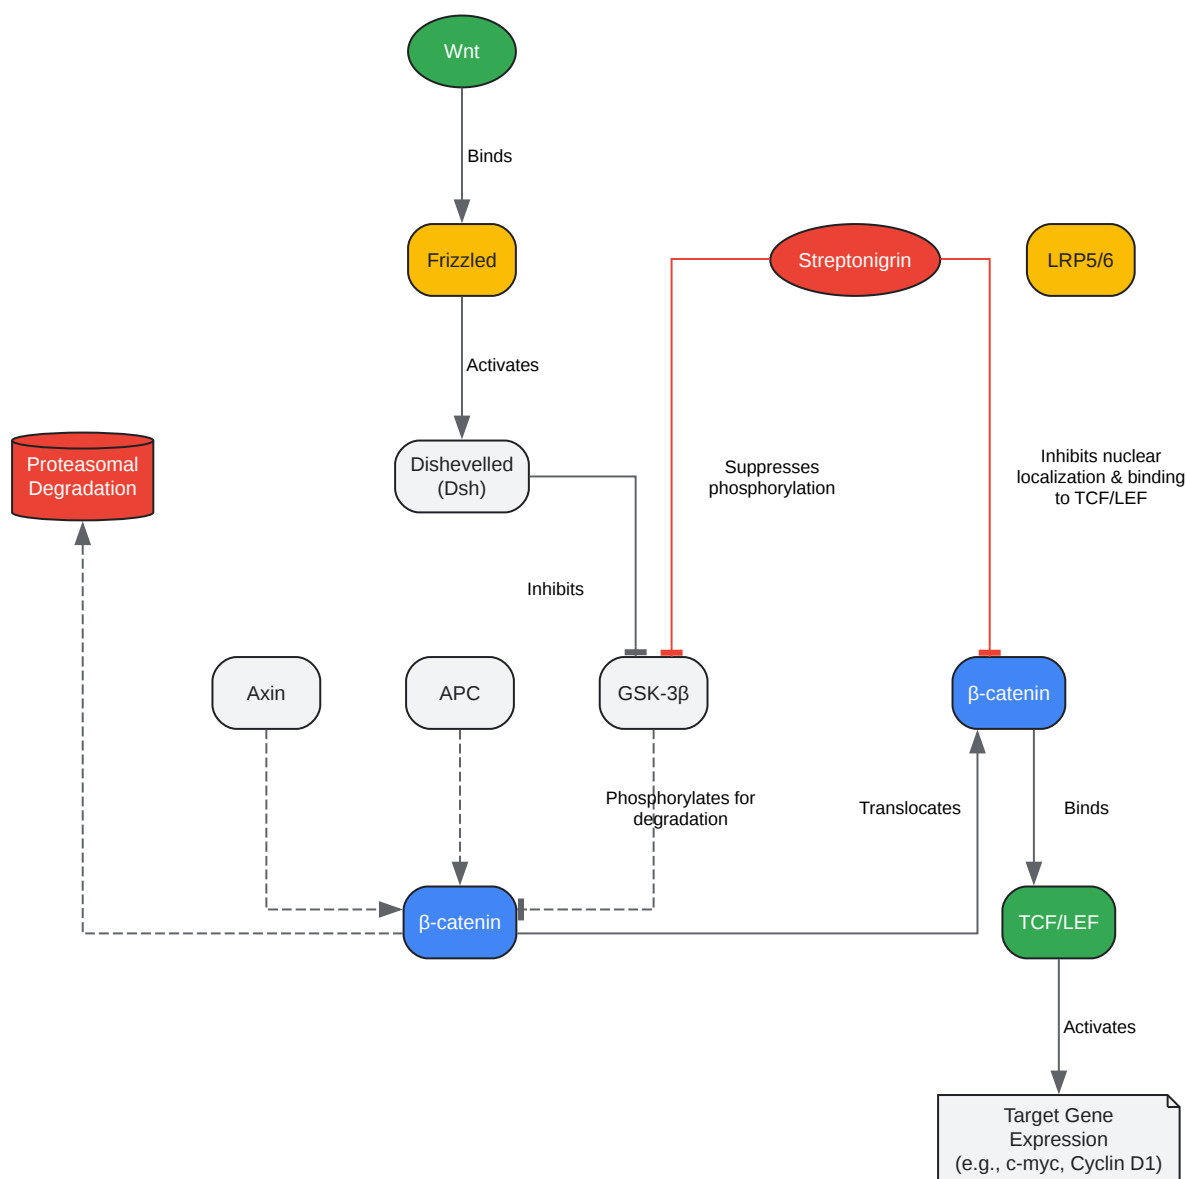 Wnt
Binds
Frizzled
Streptonigrin
LRP5/6
Activates
Proteasomal
Degradation
Dishevelled
(Dsh)
Suppresses
phosphorylation
Inhibits nuclear
localization & binding
to TCF/LEF
Inhibits
Axin
APC
GSK-3β
β-catenin
Phosphorylates for
degradation
Translocates
Binds
β-catenin
TCF/LEF
Activates
Target Gene
Expression
(e.g., c-myc, Cyclin D1)